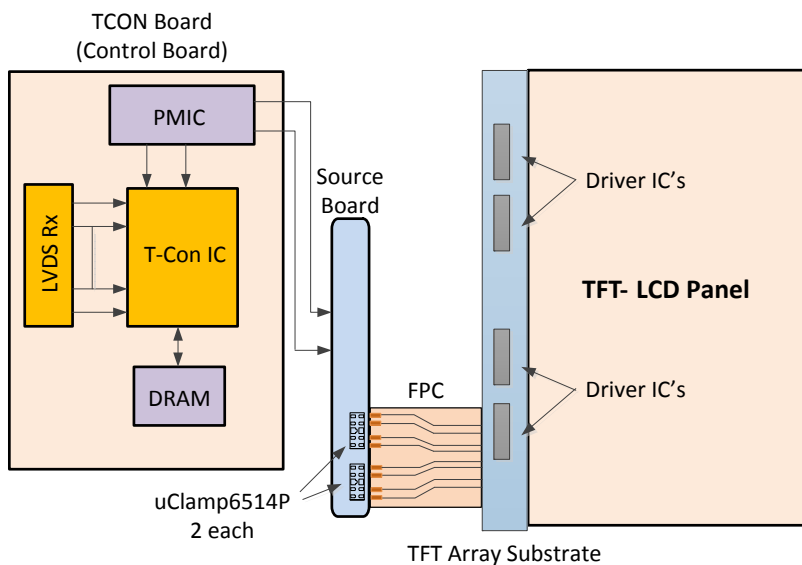 TCON Board
(Control Board)
PMIC
LVDS Rx
T-Con IC
DRAM
Source
Board
FPC
uClamp6514P
2 each
Driver IC's
TFT- LCD Panel
Driver IC's
TFT Array Substrate